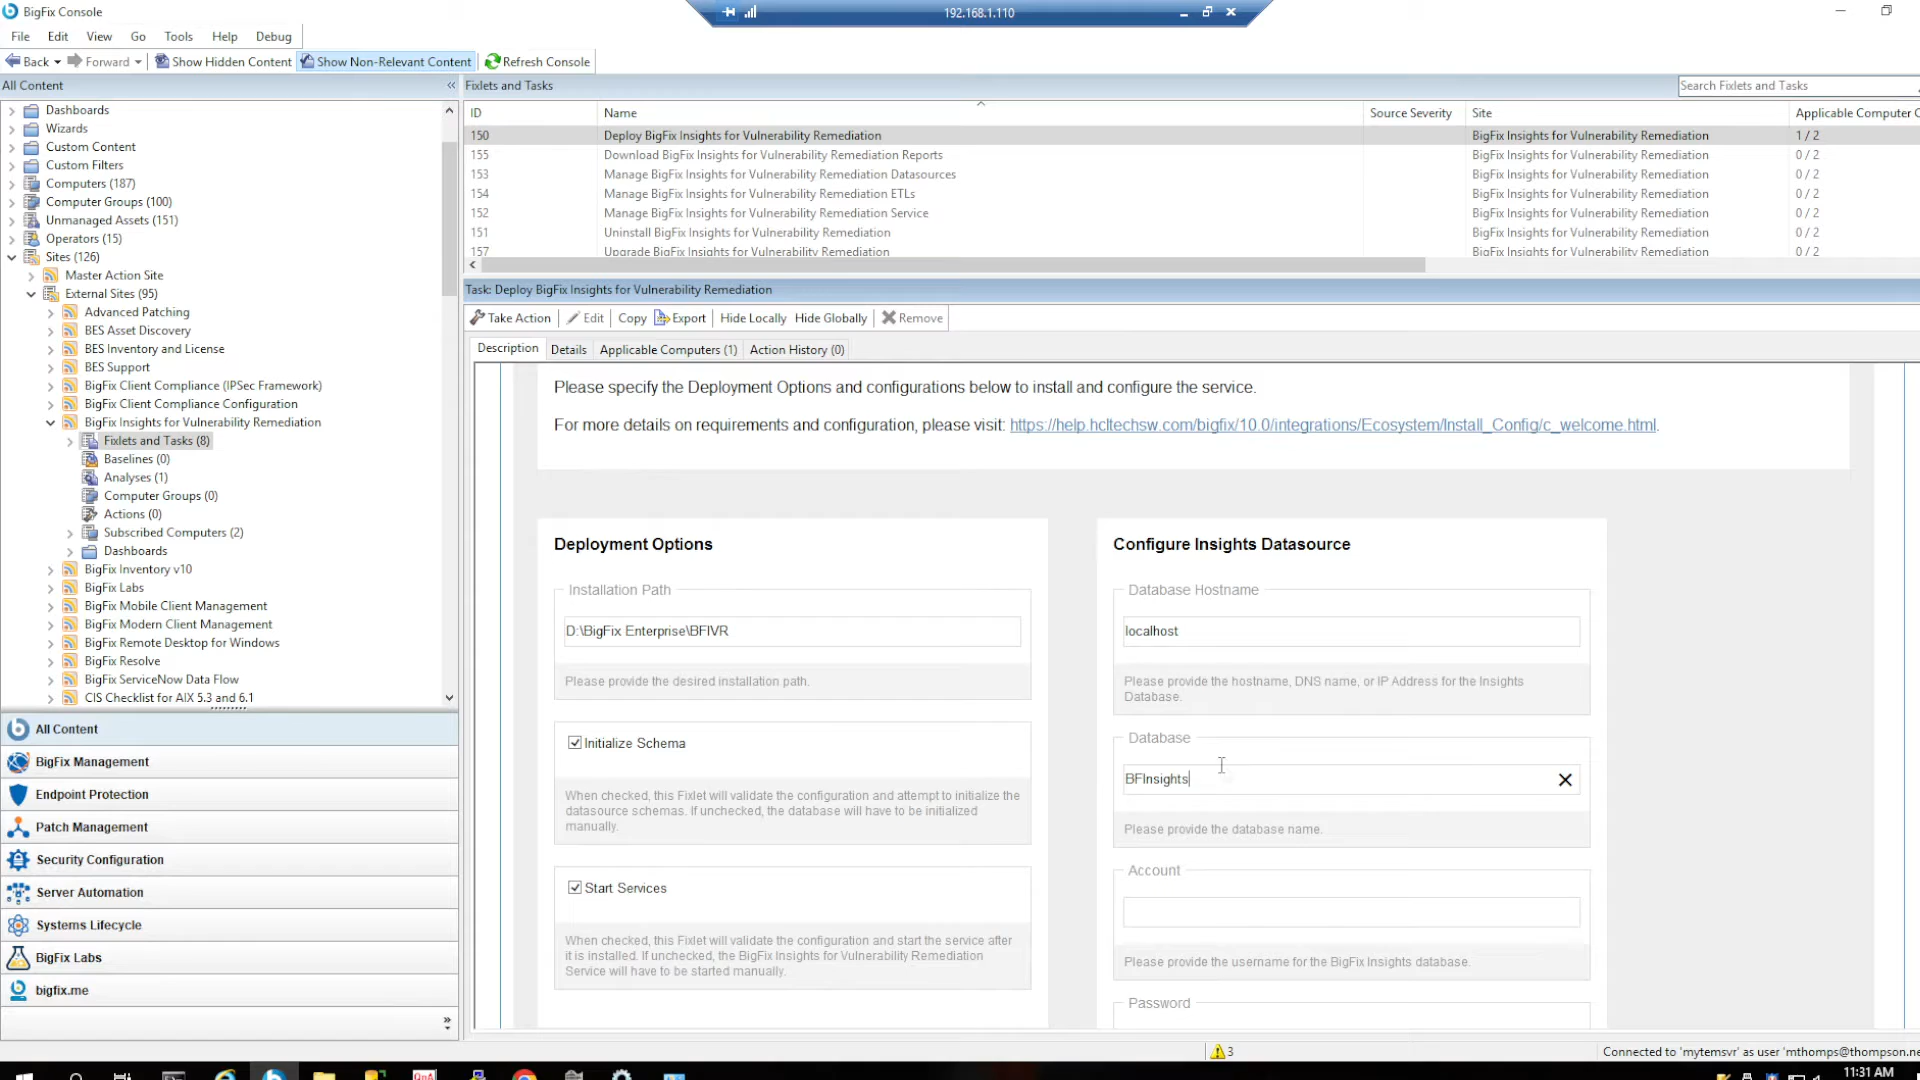 BigFix Console
192.168.1.110
File Edit View Go Tools Help Debug
Back Forward Show Hidden Content Show Non-Relevant Content Refresh Console
All Content
Dashboards
Wizards
Custom Content
Custom Filters
Computers (187)
Computer Groups (100)
Unmanaged Assets (151)
Operators (15)
Sites (126)
Master Action Site
External Sites (95)
Advanced Patching
BES Asset Discovery
BES Inventory and License
BES Support
BigFix Client Compliance (IPSec Framework)
BigFix Client Compliance Configuration
BigFix Insights for Vulnerability Remediation
Fixlets and Tasks (8)
Baselines (0)
Analyses (1)
Computer Groups (0)
Actions (0)
Subscribed Computers (2)
Dashboards
BigFix Inventory v10
BigFix Labs
BigFix Mobile Client Management
BigFix Modern Client Management
BigFix Remote Desktop for Windows
BigFix Resolve
BigFix ServiceNow Data Flow
CIS Checklist for AIX 5.3 and 6.1
All Content
BigFix Management
Endpoint Protection
Patch Management
Security Configuration
Server Automation
Systems Lifecycle
BigFix Labs
bigfix.me
Fixlets and Tasks
Search Fixlets and Tasks
ID Name Source Severity Site Applicable Computer C
150 Deploy BigFix Insights for Vulnerability Remediation BigFix Insights for Vulnerability Remediation 1 / 2
155 Download BigFix Insights for Vulnerability Remediation Reports BigFix Insights for Vulnerability Remediation 0 / 2
153 Manage BigFix Insights for Vulnerability Remediation Datasources BigFix Insights for Vulnerability Remediation 0 / 2
154 Manage BigFix Insights for Vulnerability Remediation ETLs BigFix Insights for Vulnerability Remediation 0 / 2
152 Manage BigFix Insights for Vulnerability Remediation Service BigFix Insights for Vulnerability Remediation 0 / 2
151 Uninstall BigFix Insights for Vulnerability Remediation BigFix Insights for Vulnerability Remediation 0 / 2
157 Upgrade BigFix Insights for Vulnerability Remediation BigFix Insights for Vulnerability Remediation 0 / 2
Task: Deploy BigFix Insights for Vulnerability Remediation
Take Action Edit Copy Export Hide Locally Hide Globally Remove
Description Details Applicable Computers (1) Action History (0)
Please specify the Deployment Options and configurations below to install and configure the service.
For more details on requirements and configuration, please visit: https://help.hcltechsw.com/bigfix/10.0/integrations/Ecosystem/Install_Config/c_welcome.html.
Deployment Options
Installation Path
D:\BigFix Enterprise\BFIVR
Please provide the desired installation path.
Initialize Schema
When checked, this Fixlet will validate the configuration and attempt to initialize the
datasource schemas. If unchecked, the database will have to be initialized
manually.
Start Services
When checked, this Fixlet will validate the configuration and start the service after
it is installed. If unchecked, the BigFix Insights for Vulnerability Remediation
Service will have to be started manually.
Configure Insights Datasource
Database Hostname
localhost
Please provide the hostname, DNS name, or IP Address for the Insights
Database.
Database
BFInsights
Please provide the database name.
Account
Please provide the username for the BigFix Insights database.
Password
3
Connected to 'mytemsvr' as user 'mthomps@thompson.ne
11:31 AM